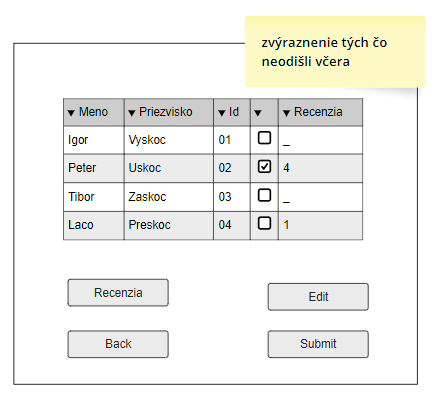 zvýraznenie tých čo
neodišli včera
▼ Meno ▼ Priezvisko ▼ Id ▼ ▼ Recenzia
Igor Vyskoc 01 _
Peter Uskoc 02 4
Tibor Zaskoc 03 _
Laco Preskoc 04 1
Recenzia Edit
Back Submit